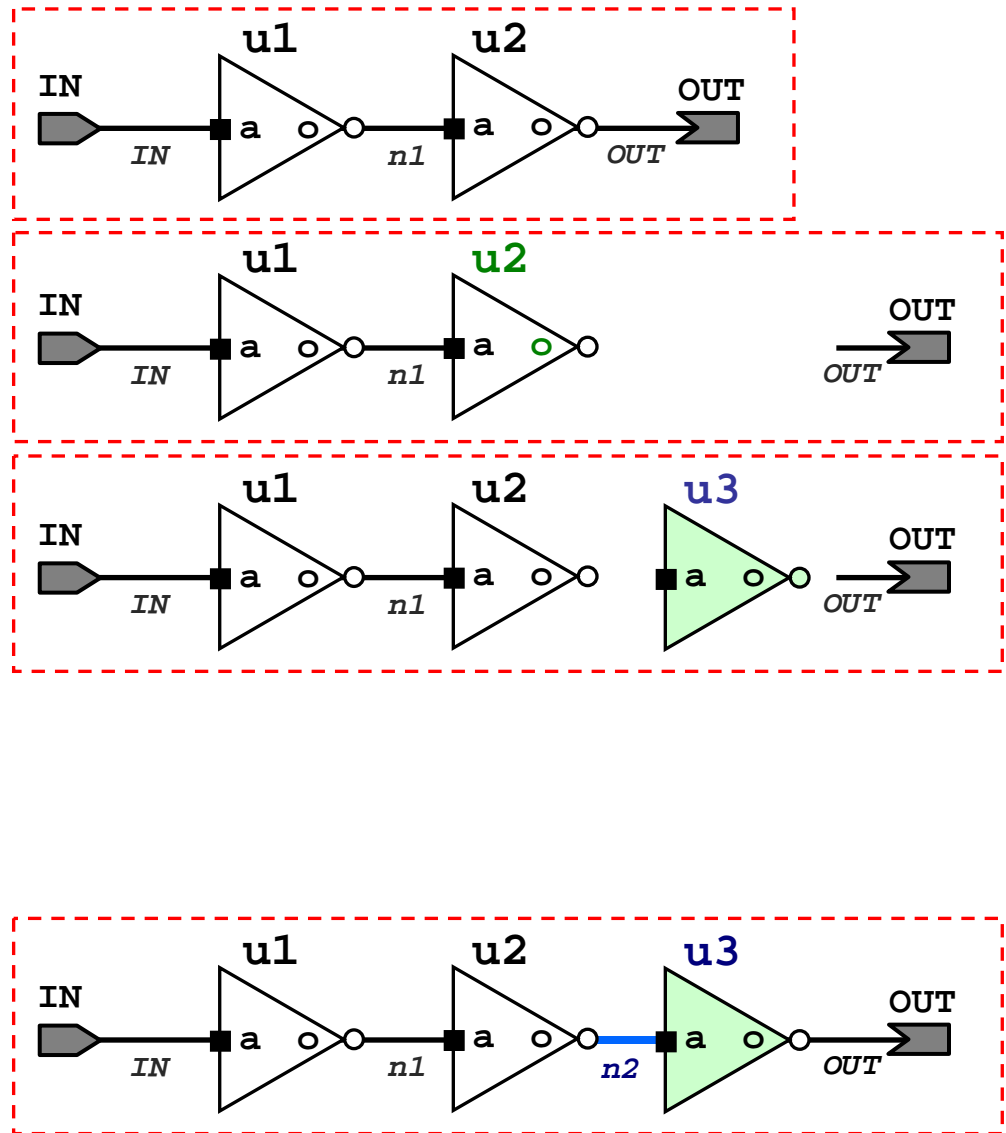 u1 u2
IN OUT
a o a o
IN n1 OUT
u1 u2
IN OUT
a o a o
IN n1 OUT
u1 u2 u3
IN OUT
a o a o a o
IN n1 OUT
u1 u2 u3
IN OUT
a o a o a o
IN n1 n2 OUT